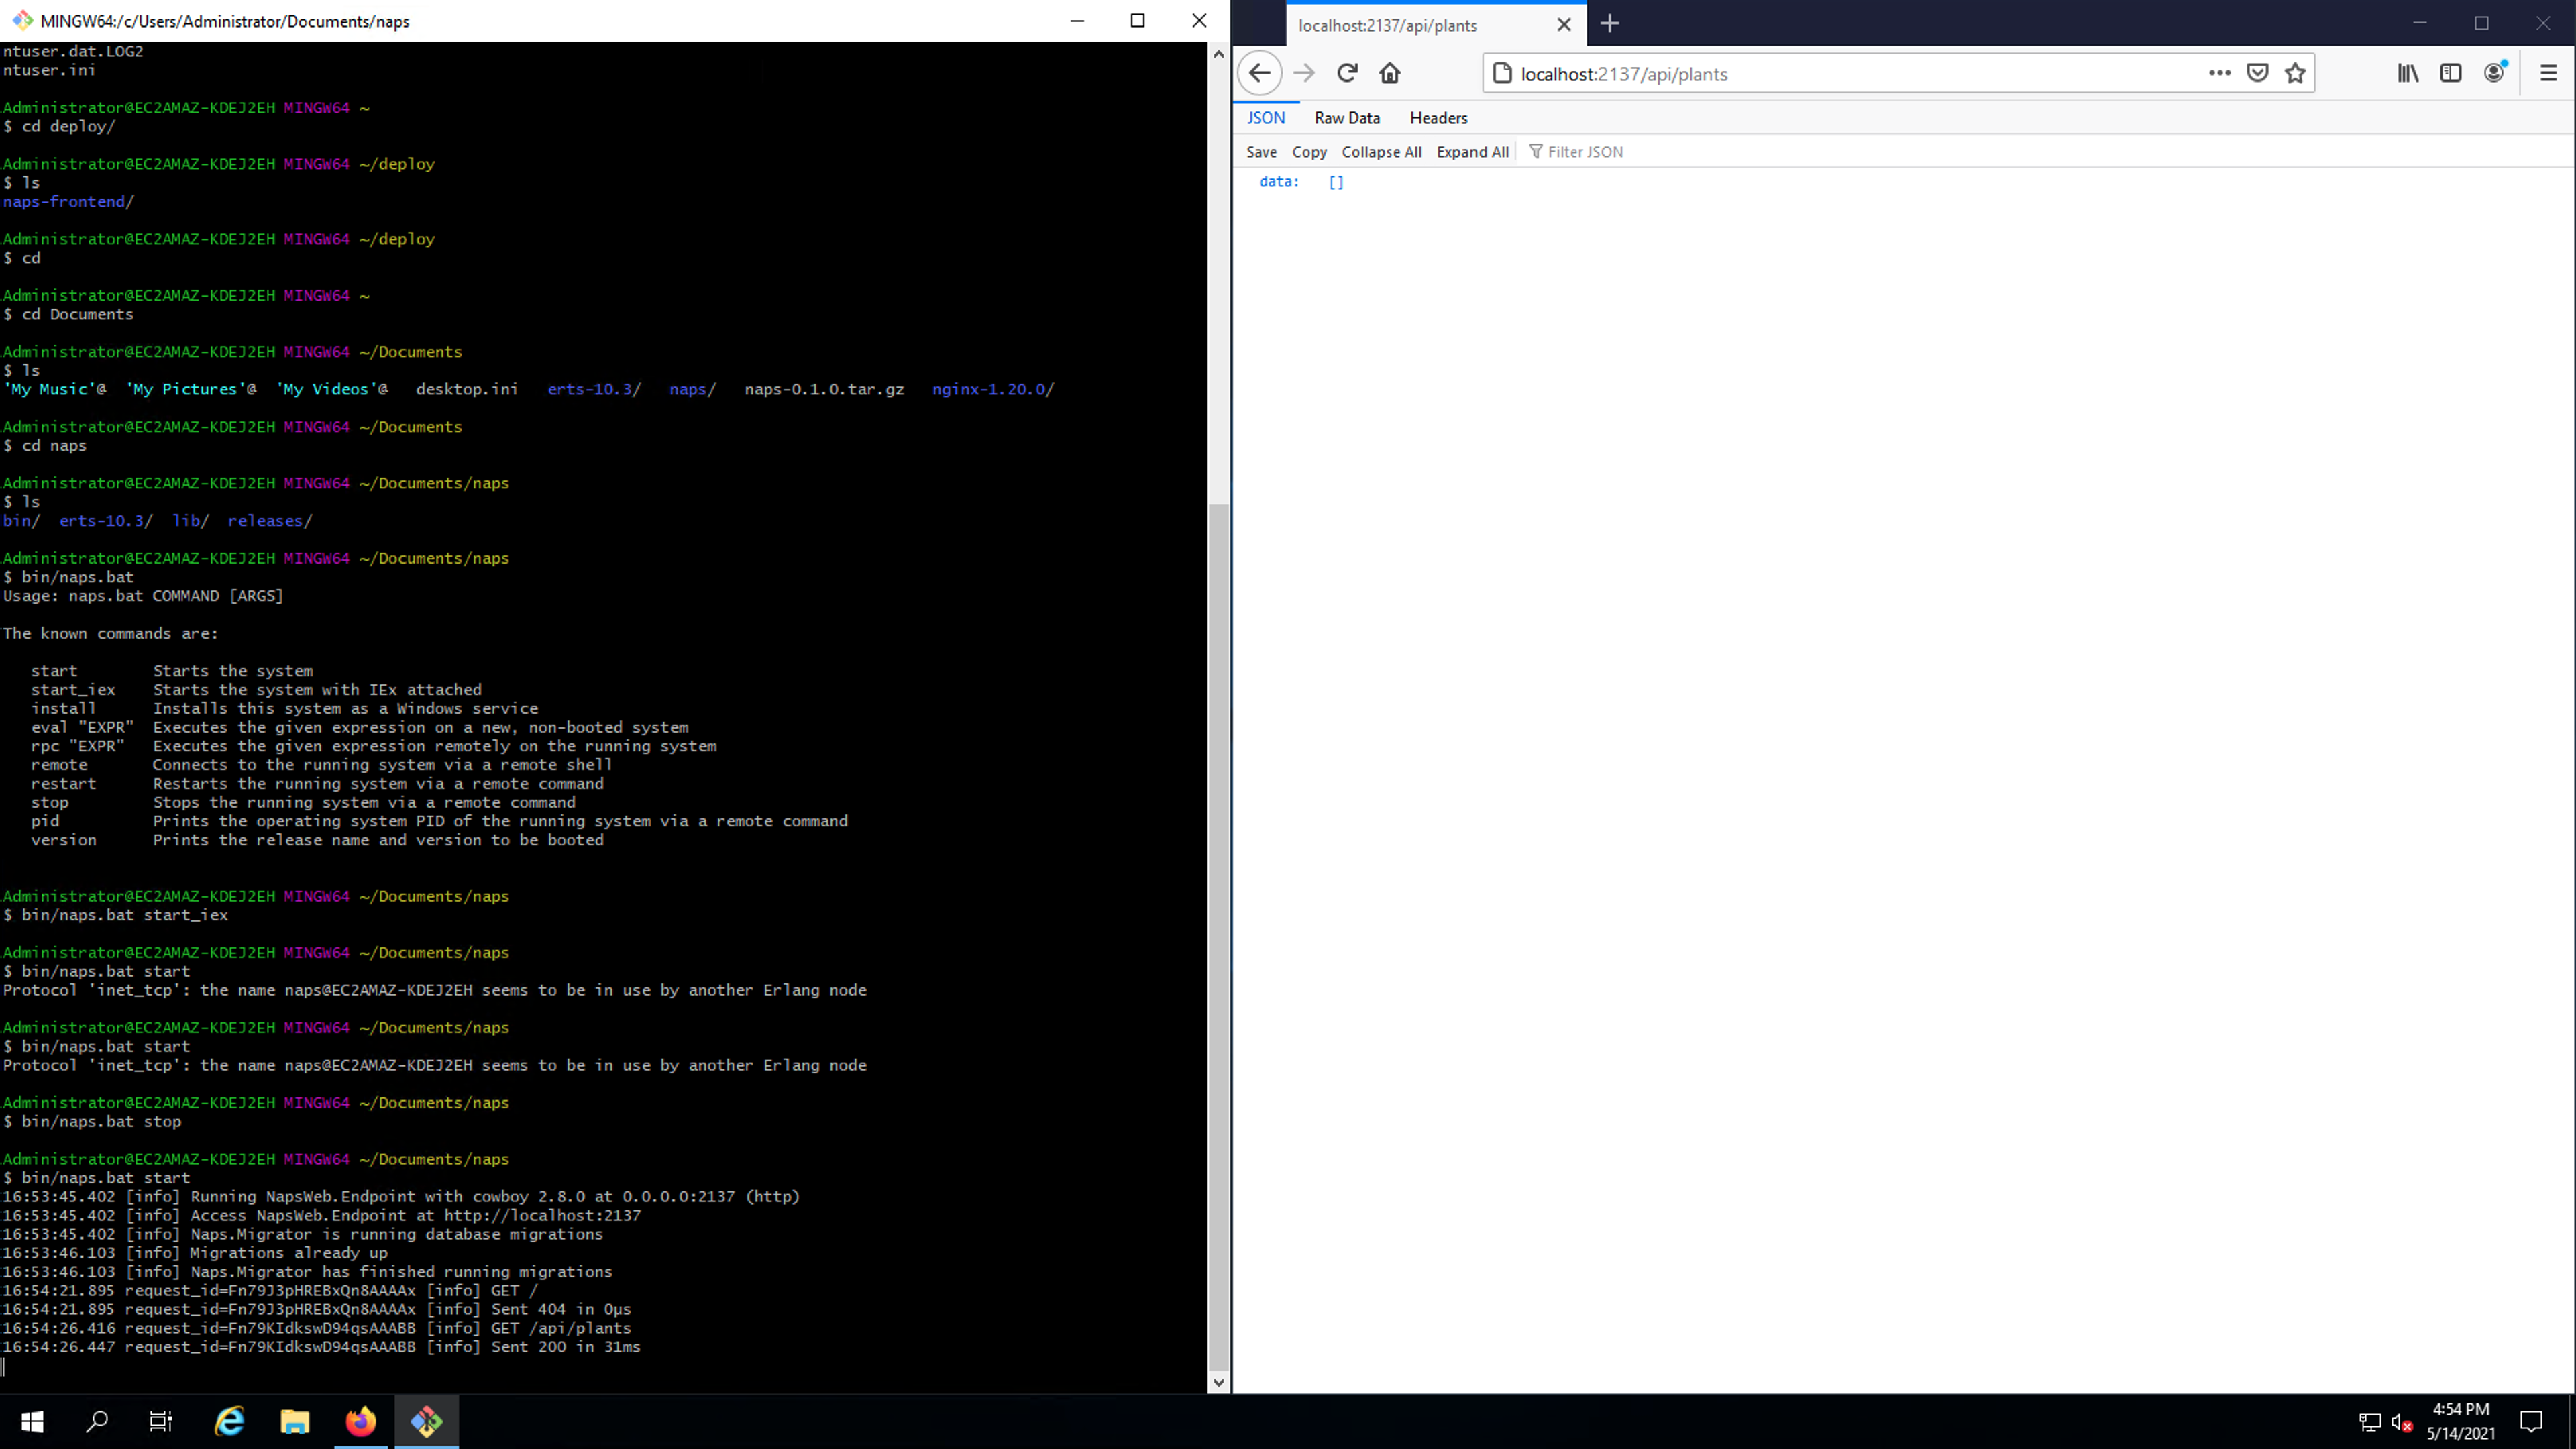 MINGW64:/c/Users/Administrator/Documents/naps
ntuser.dat.LOG2
ntuser.ini
Administrator@EC2AMAZ-KDEJ2EH MINGW64 ~
$ cd deploy/
Administrator@EC2AMAZ-KDEJ2EH MINGW64 ~/deploy
$ ls
naps-frontend/
Administrator@EC2AMAZ-KDEJ2EH MINGW64 ~/deploy
$ cd
Administrator@EC2AMAZ-KDEJ2EH MINGW64 ~
$ cd Documents
Administrator@EC2AMAZ-KDEJ2EH MINGW64 ~/Documents
$ ls
'My Music'@  'My Pictures'@  'My Videos'@   desktop.ini   erts-10.3/   naps/   naps-0.1.0.tar.gz   nginx-1.20.0/
Administrator@EC2AMAZ-KDEJ2EH MINGW64 ~/Documents
$ cd naps
Administrator@EC2AMAZ-KDEJ2EH MINGW64 ~/Documents/naps
$ ls
bin/  erts-10.3/  lib/  releases/
Administrator@EC2AMAZ-KDEJ2EH MINGW64 ~/Documents/naps
$ bin/naps.bat
Usage: naps.bat COMMAND [ARGS]
The known commands are:
start        Starts the system
start_iex    Starts the system with IEx attached
install      Installs this system as a Windows service
eval "EXPR"  Executes the given expression on a new, non-booted system
rpc "EXPR"   Executes the given expression remotely on the running system
remote       Connects to the running system via a remote shell
restart      Restarts the running system via a remote command
stop         Stops the running system via a remote command
pid          Prints the operating system PID of the running system via a remote command
version      Prints the release name and version to be booted
Administrator@EC2AMAZ-KDEJ2EH MINGW64 ~/Documents/naps
$ bin/naps.bat start_iex
Administrator@EC2AMAZ-KDEJ2EH MINGW64 ~/Documents/naps
$ bin/naps.bat start
Protocol 'inet_tcp': the name naps@EC2AMAZ-KDEJ2EH seems to be in use by another Erlang node
Administrator@EC2AMAZ-KDEJ2EH MINGW64 ~/Documents/naps
$ bin/naps.bat start
Protocol 'inet_tcp': the name naps@EC2AMAZ-KDEJ2EH seems to be in use by another Erlang node
Administrator@EC2AMAZ-KDEJ2EH MINGW64 ~/Documents/naps
$ bin/naps.bat stop
Administrator@EC2AMAZ-KDEJ2EH MINGW64 ~/Documents/naps
$ bin/naps.bat start
16:53:45.402 [info] Running NapsWeb.Endpoint with cowboy 2.8.0 at 0.0.0.0:2137 (http)
16:53:45.402 [info] Access NapsWeb.Endpoint at http://localhost:2137
16:53:45.402 [info] Naps.Migrator is running database migrations
16:53:46.103 [info] Migrations already up
16:53:46.103 [info] Naps.Migrator has finished running migrations
16:54:21.895 request_id=Fn79J3pHREBxQn8AAAAx [info] GET /
16:54:21.895 request_id=Fn79J3pHREBxQn8AAAAx [info] Sent 404 in 0µs
16:54:26.416 request_id=Fn79KIdkswD94qsAAABB [info] GET /api/plants
16:54:26.447 request_id=Fn79KIdkswD94qsAAABB [info] Sent 200 in 31ms
localhost:2137/api/plants
localhost:2137/api/plants
JSON Raw Data Headers
Save Copy Collapse All Expand All Filter JSON
data: []
4:54 PM
5/14/2021